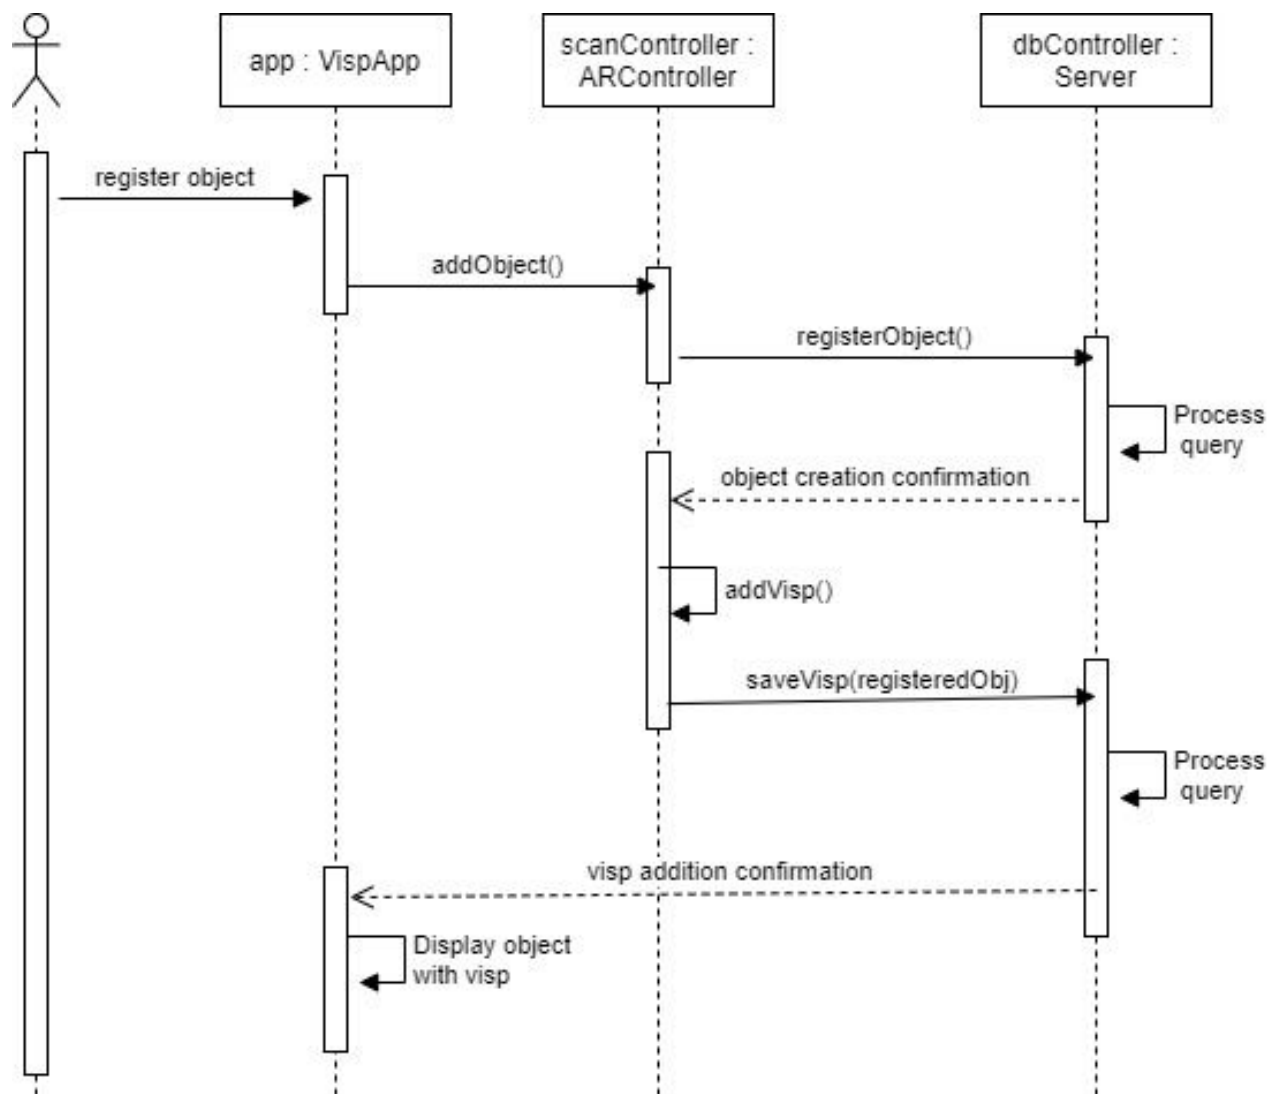 app : VispApp
scanController :
ARController
dbController :
Server
register object
addObject()
registerObject()
Process
query
object creation confirmation
addVisp()
saveVisp(registeredObj)
Process
query
visp addition confirmation
Display object
with visp